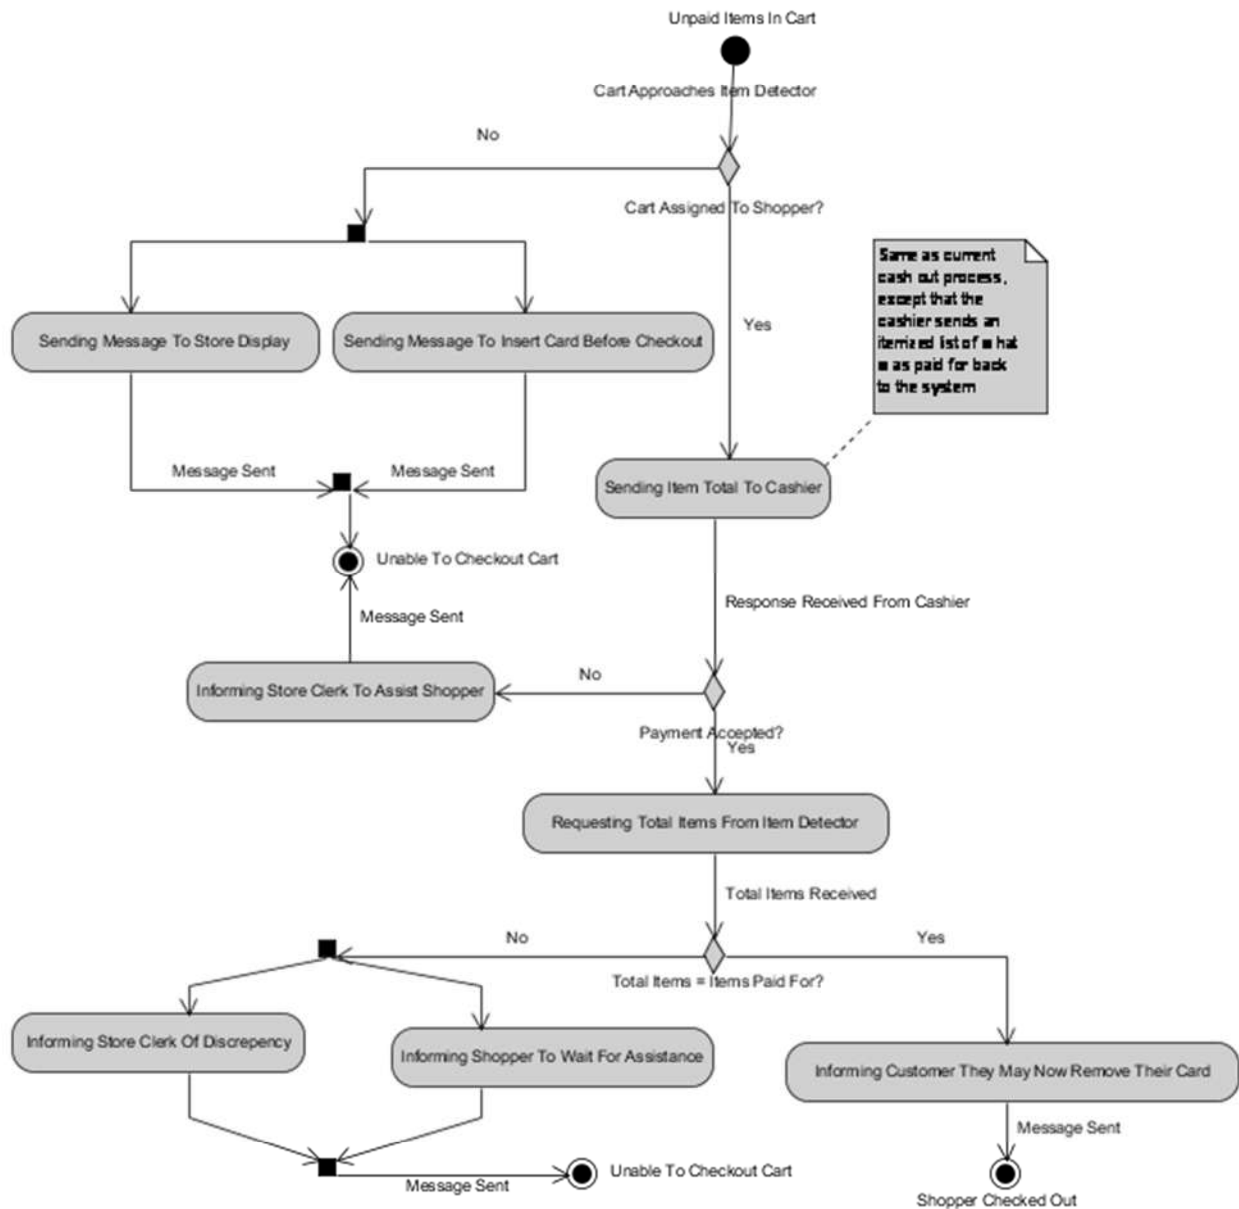 Unpaid Items In Cart
Cart Approaches Item Detector
No
Cart Assigned To Shopper?
Same as current
cash out process,
except that the
cashier sends an
itemized list of what
was paid for back
to the system
Yes
Sending Message To Store Display
Sending Message To Insert Card Before Checkout
Message Sent
Message Sent
Sending Item Total To Cashier
Unable To Checkout Cart
Response Received From Cashier
Message Sent
No
Informing Store Clerk To Assist Shopper
Payment Accepted?
Yes
Requesting Total Items From Item Detector
Total Items Received
No
Yes
Total Items = Items Paid For?
Informing Store Clerk Of Discrepency
Informing Shopper To Wait For Assistance
Informing Customer They May Now Remove Their Card
Message Sent
Unable To Checkout Cart
Message Sent
Shopper Checked Out